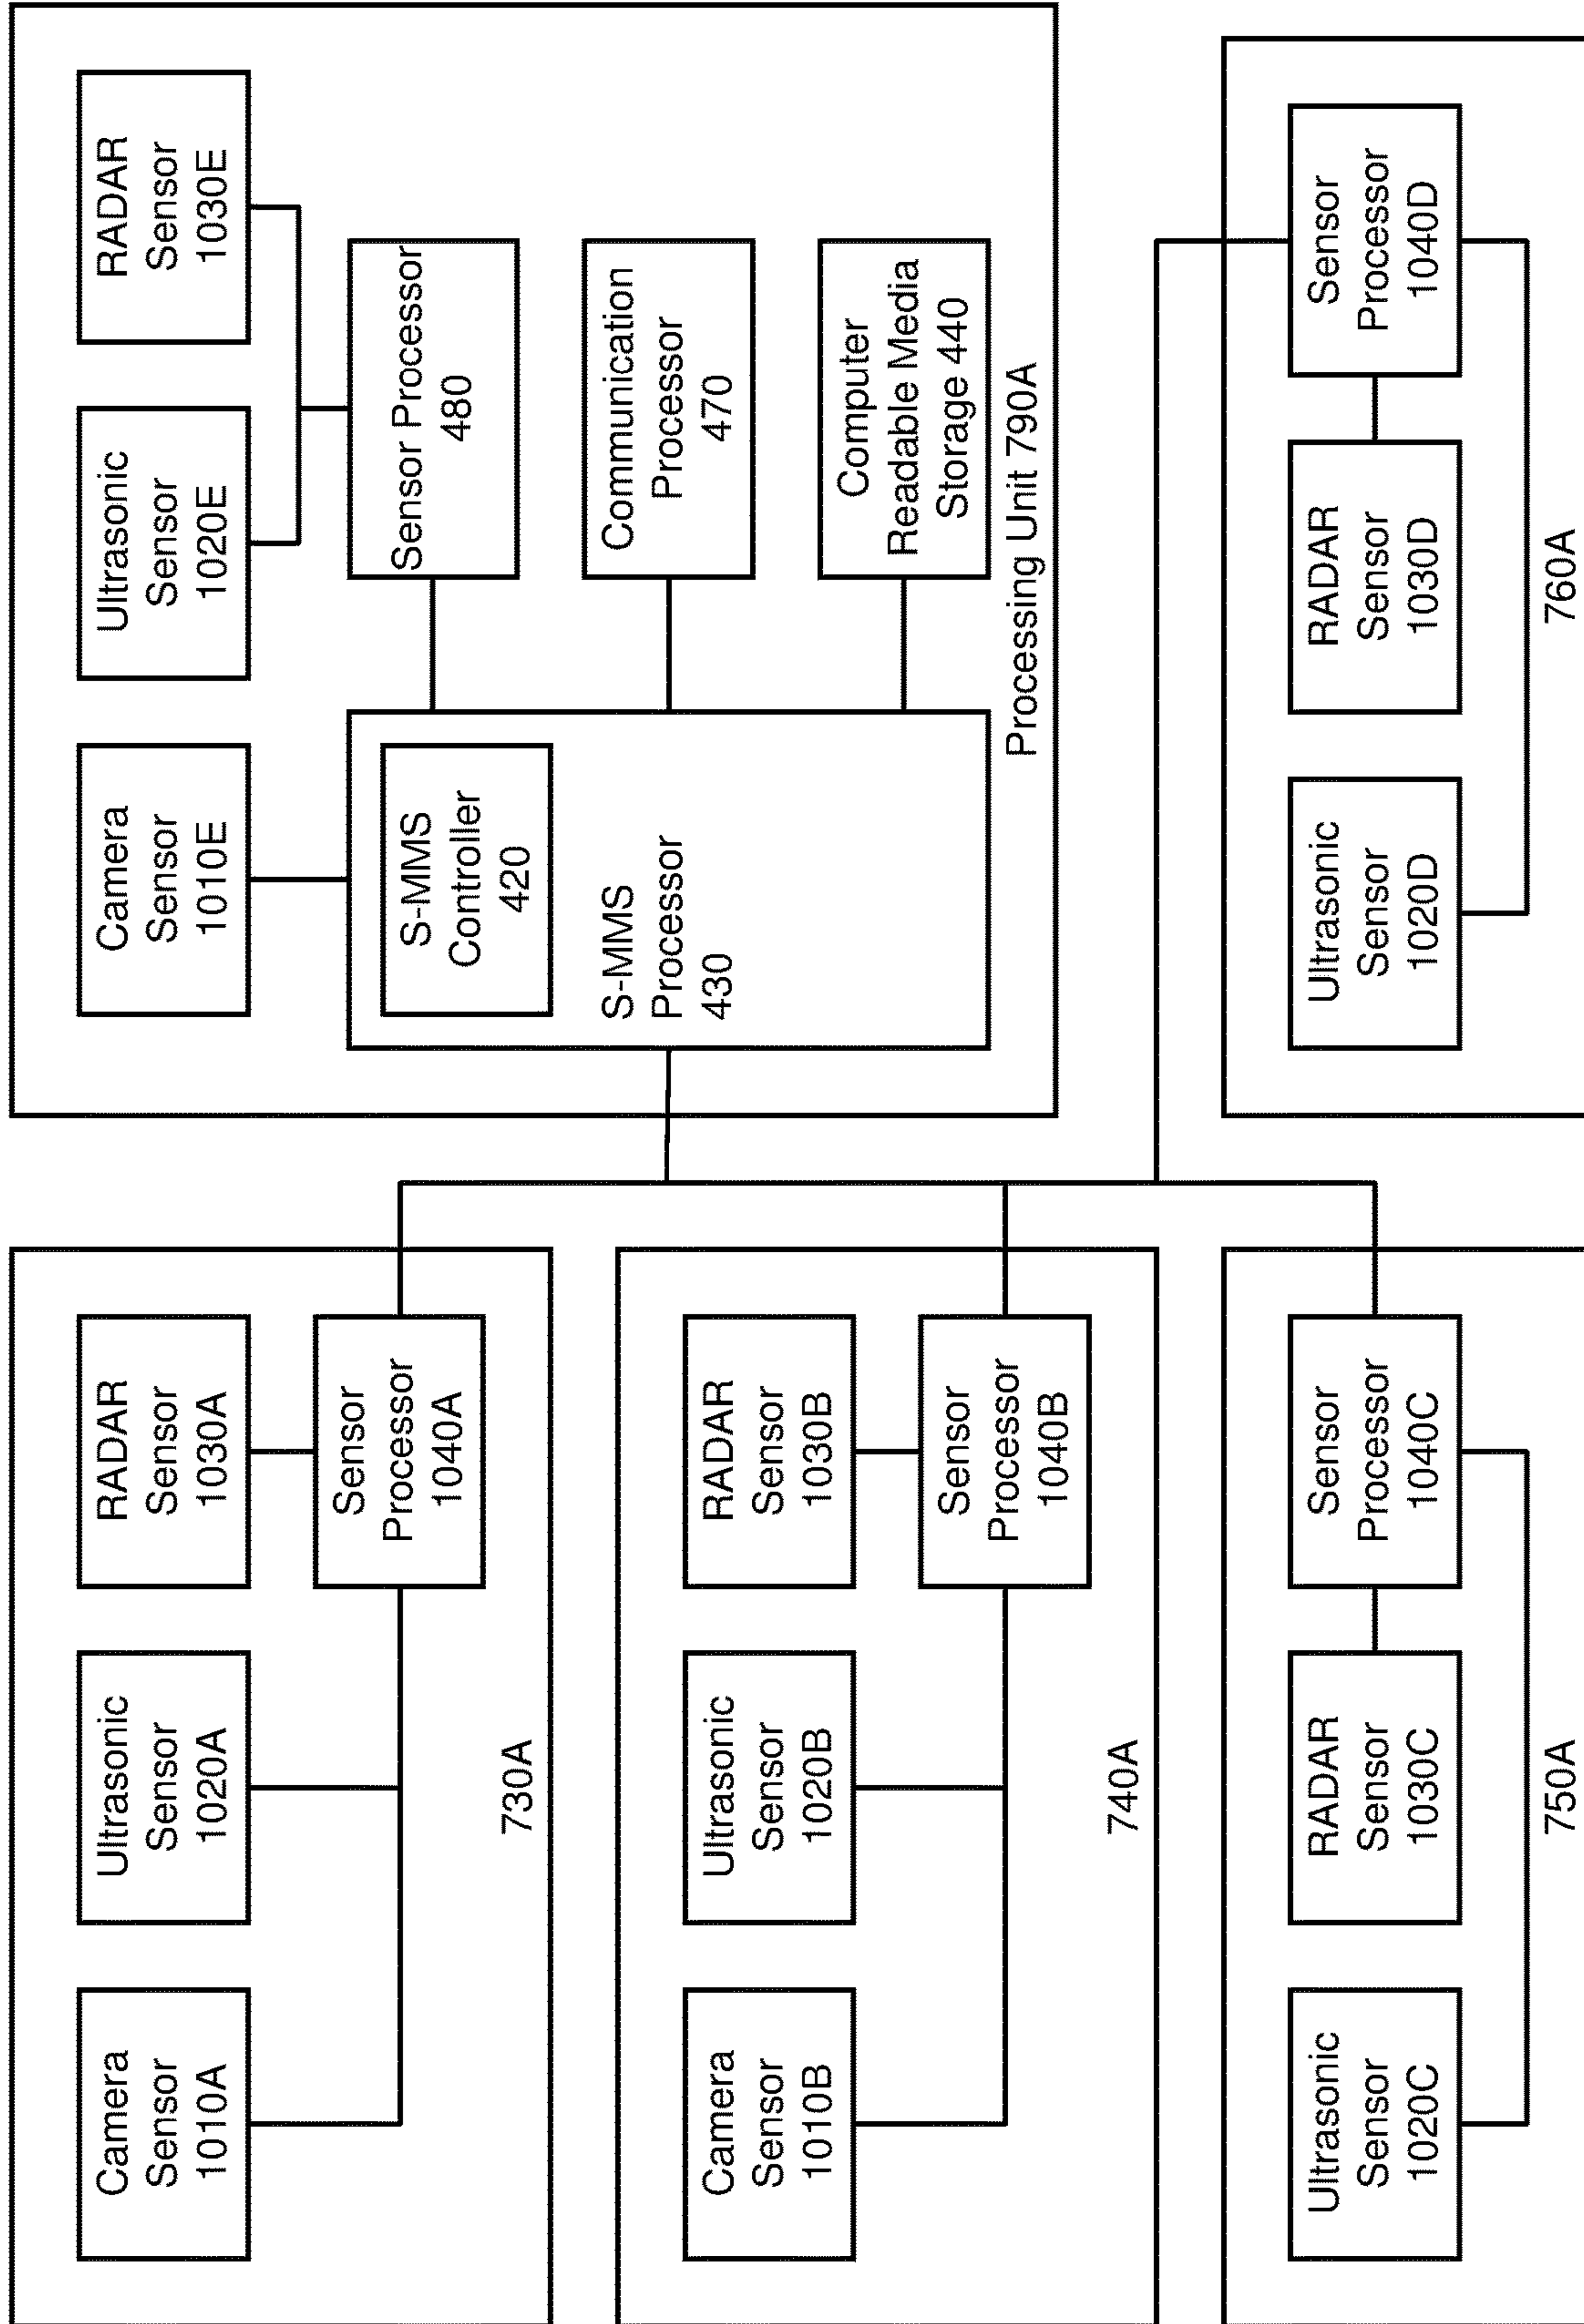 Camera
Sensor
1010A
Ultrasonic
Sensor
1020A
RADAR
Sensor
1030A
Sensor
Processor
1040A
730A
Camera
Sensor
1010B
Ultrasonic
Sensor
1020B
RADAR
Sensor
1030B
Sensor
Processor
1040B
740A
Ultrasonic
Sensor
1020C
RADAR
Sensor
1030C
Sensor
Processor
1040C
750A
Camera
Sensor
1010E
Ultrasonic
Sensor
1020E
RADAR
Sensor
1030E
S-MMS
Controller
420
S-MMS
Processor
430
Sensor Processor
480
Communication
Processor
470
Computer
Readable Media
Storage 440
Processing Unit 790A
Ultrasonic
Sensor
1020D
RADAR
Sensor
1030D
Sensor
Processor
1040D
760A